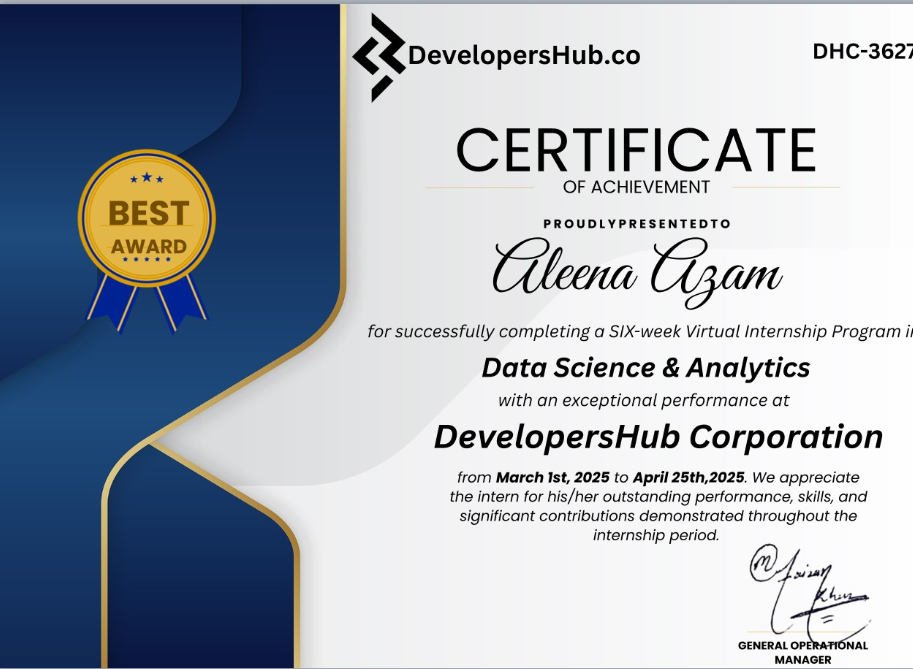 DevelopersHub.co
DHC-3627
CERTIFICATE
OF ACHIEVEMENT
BEST
AWARD
PROUDLYPRESENTEDTO
Aleena Azam
for successfully completing a SIX-week Virtual Internship Program in
Data Science & Analytics
with an exceptional performance at
DevelopersHub Corporation
from March 1st, 2025 to April 25th,2025. We appreciate
the intern for his/her outstanding performance, skills, and
significant contributions demonstrated throughout the
internship period.
GENERAL OPERATIONAL
MANAGER